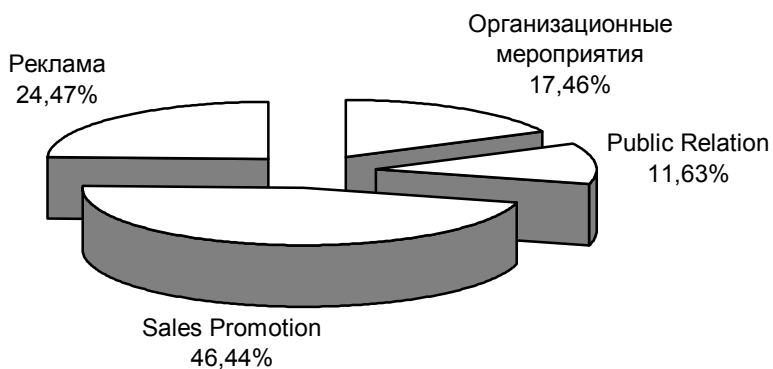 Организационные
мероприятия
17,46%
Реклама
24,47%
Public Relation
11,63%
Sales Promotion
46,44%